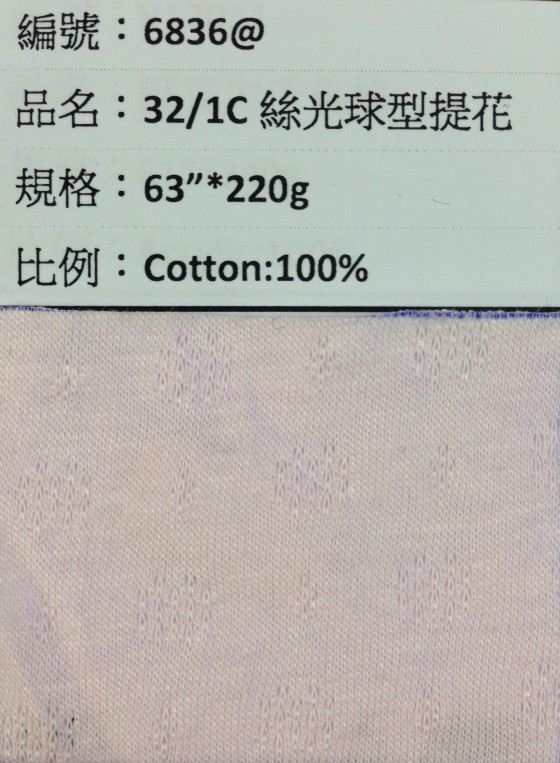 編號：6836@
品名：32/1C 絲光球型提花
規格：63”*220g
比例：Cotton:100%